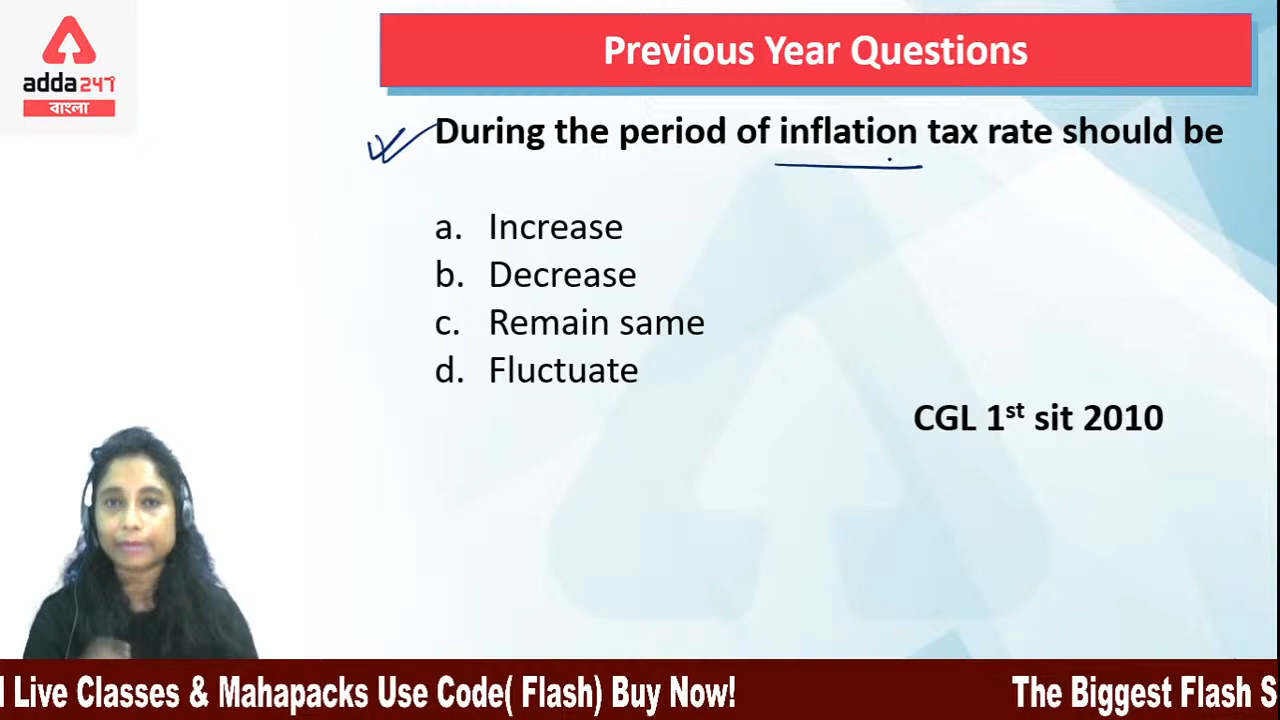 adda247
বাংলা
Previous Year Questions
During the period of inflation tax rate should be
a. Increase
b. Decrease
c. Remain same
d. Fluctuate
CGL 1st sit 2010
l Live Classes & Mahapacks Use Code( Flash) Buy Now! The Biggest Flash S